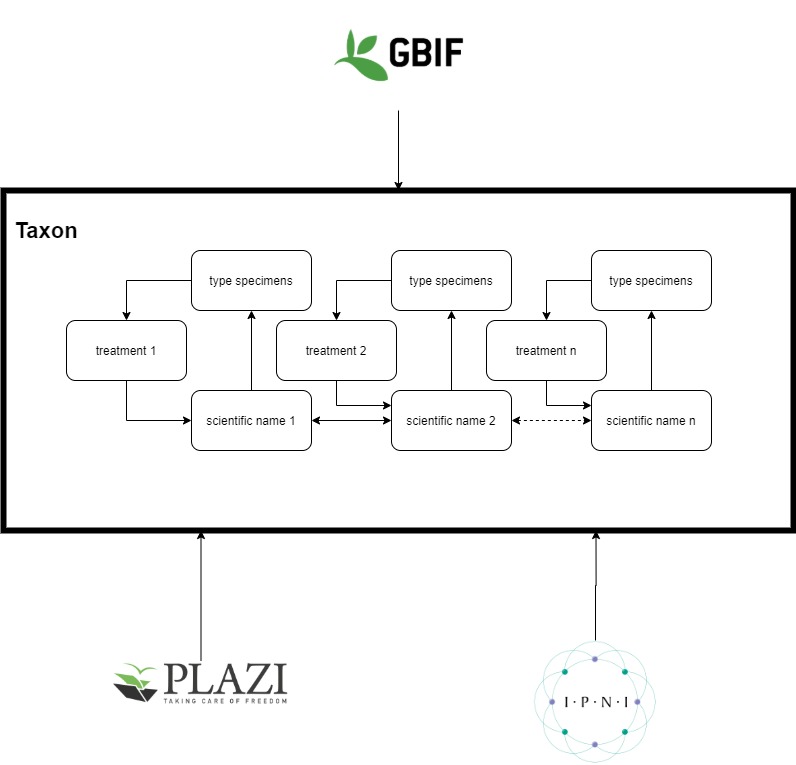 GBIF
Taxon
type specimens
type specimens
type specimens
treatment 1
treatment 2
treatment n
scientific name 1
scientific name 2
scientific name n
PLAZI
TAKING CARE OF FREEDOM
I·P·N·I